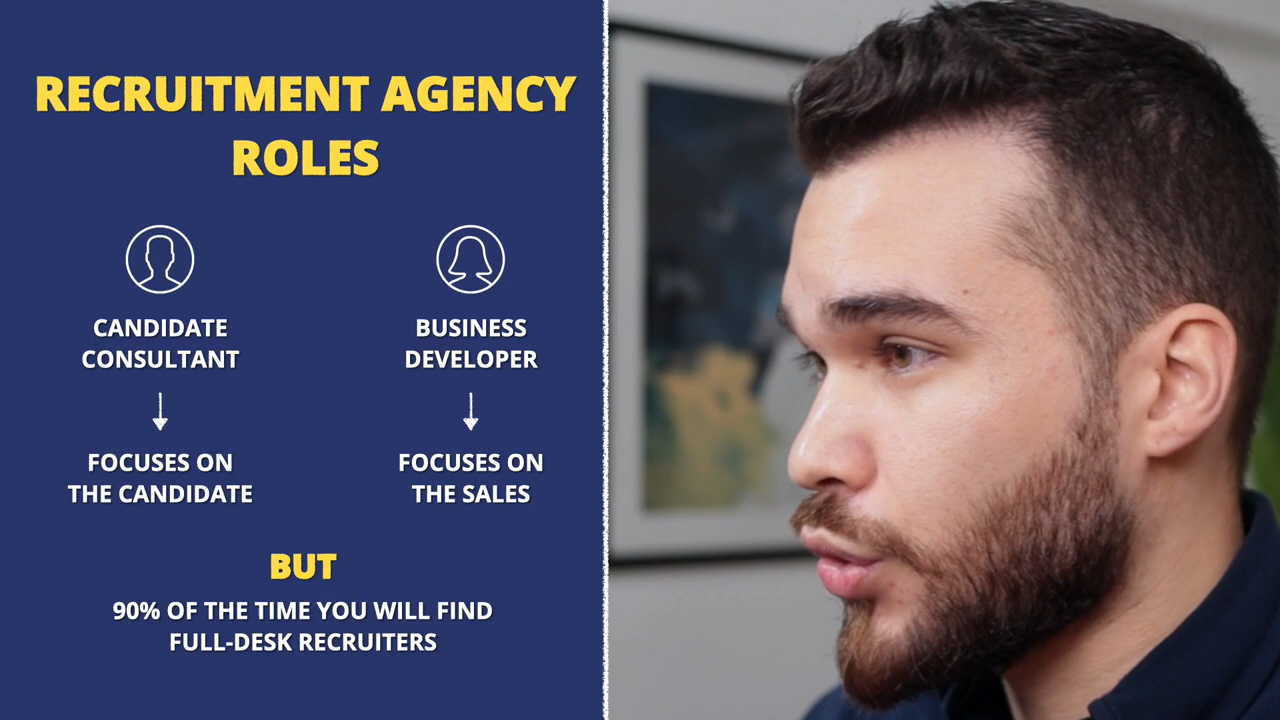 RECRUITMENT AGENCY
ROLES
CANDIDATE
CONSULTANT
FOCUSES ON
THE CANDIDATE
BUSINESS
DEVELOPER
FOCUSES ON
THE SALES
BUT
90% OF THE TIME YOU WILL FIND
FULL-DESK RECRUITERS